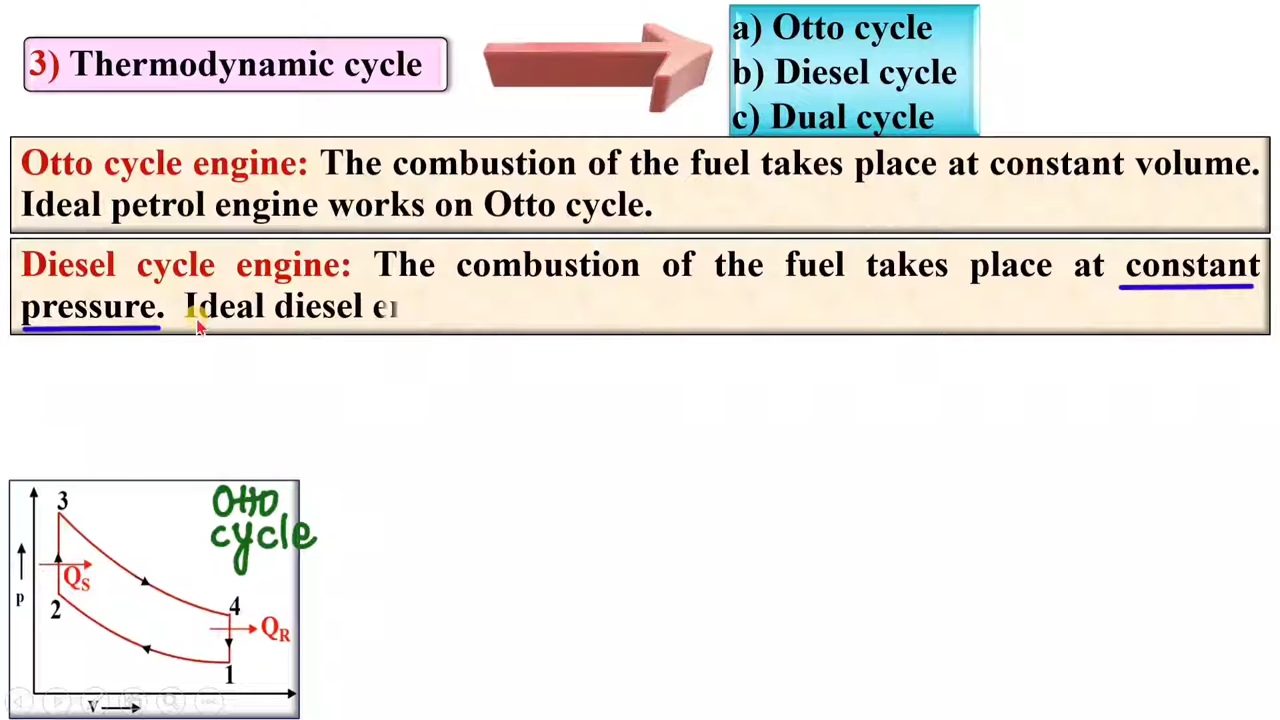 3) Thermodynamic cycle
a) Otto cycle
b) Diesel cycle
c) Dual cycle
Otto cycle engine: The combustion of the fuel takes place at constant volume.
Ideal petrol engine works on Otto cycle.
Diesel cycle engine: The combustion of the fuel takes place at constant
pressure. Ideal diesel
Otto
cycle
3
QS
2
p
4
QR
1
V